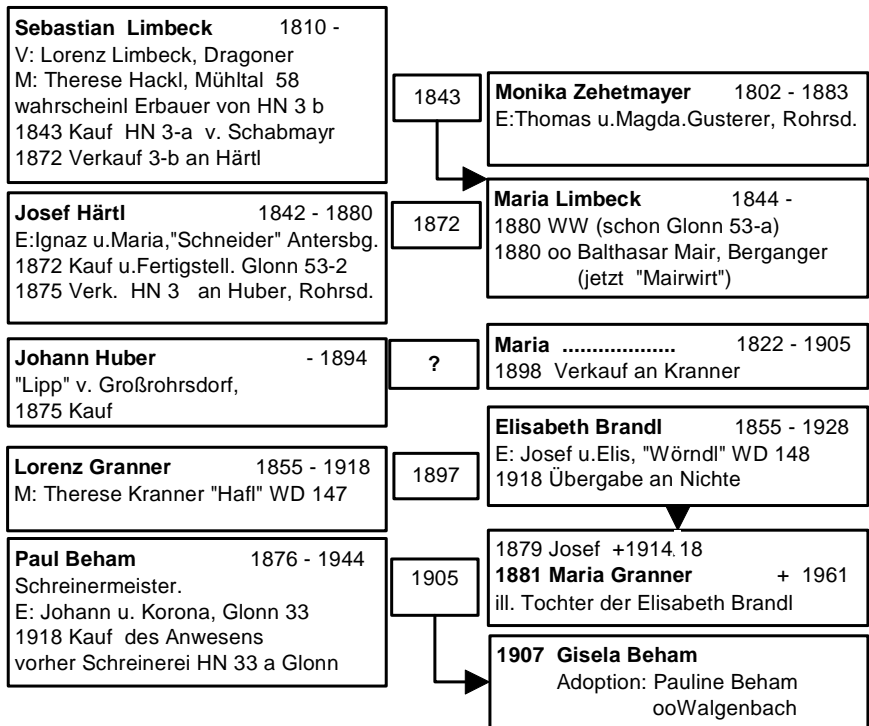 Sebastian Limbeck 1810 -
V: Lorenz Limbeck, Dragoner
M: Therese Hackl, Mühltal 58
wahrscheinl Erbauer von HN 3 b
1843 Kauf HN 3-a v. Schabmayr
1872 Verkauf 3-b an Härtl
1843
Monika Zehetmayer 1802 - 1883
E:Thomas u.Magda.Gusterer, Rohrsd.
Josef Härtl 1842 - 1880
E:Ignaz u.Maria,"Schneider" Antersbg.
1872 Kauf u.Fertigstell. Glonn 53-2
1875 Verk. HN 3 an Huber, Rohrsd.
1872
Maria Limbeck 1844 -
1880 WW (schon Glonn 53-a)
1880 oo Balthasar Mair, Berganger
(jetzt "Mairwirt")
Johann Huber - 1894
"Lipp" v. Großrohrsdorf,
1875 Kauf
?
Maria ................... 1822 - 1905
1898 Verkauf an Kranner
Lorenz Granner 1855 - 1918
M: Therese Kranner "Hafl" WD 147
1897
Elisabeth Brandl 1855 - 1928
E: Josef u.Elis, "Wörndl" WD 148
1918 Übergabe an Nichte
Paul Beham 1876 - 1944
Schreinermeister.
E: Johann u. Korona, Glonn 33
1918 Kauf des Anwesens
vorher Schreinerei HN 33 a Glonn
1905
1879 Josef +1914.18
1881 Maria Granner + 1961
ill. Tochter der Elisabeth Brandl
1907 Gisela Beham
Adoption: Pauline Beham
ooWalgenbach